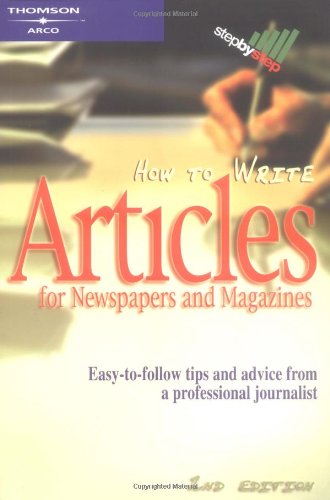 THOMSON
ARCO
stepbystep
How to Write
Articles
for Newspapers and Magazines
Easy-to-follow tips and advice from
a professional journalist
2nd Edition